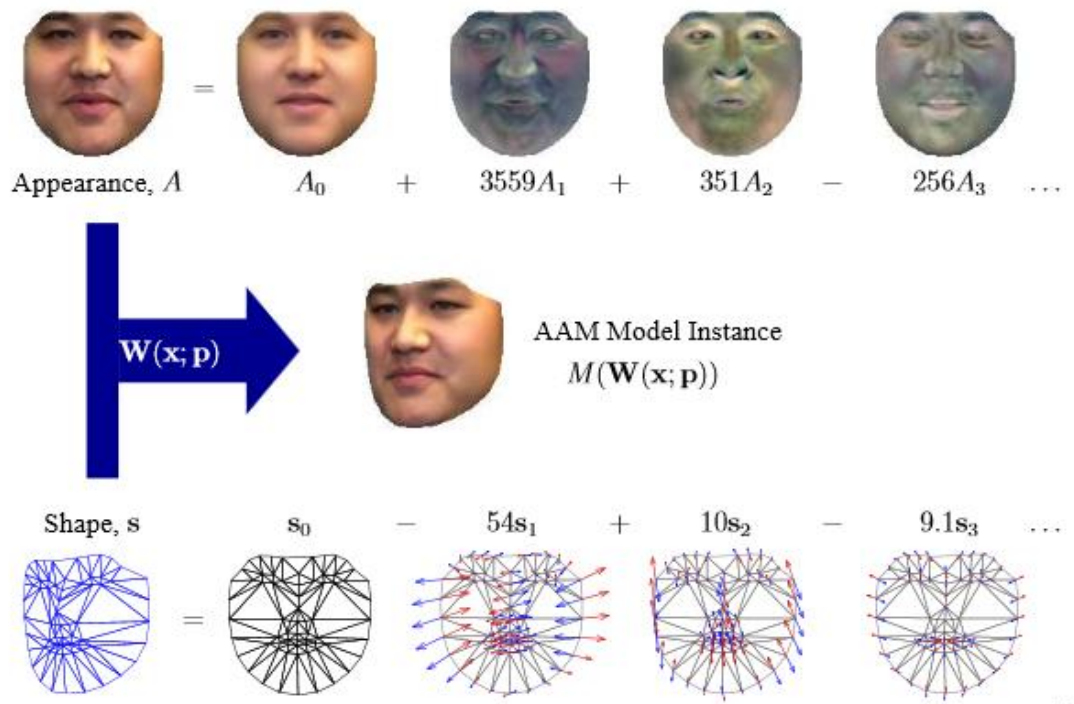 =
Appearance, A A₀ + 3559A₁ + 351A₂ − 256A₃ ...
W(x; p)
AAM Model Instance
M(W(x; p))
Shape, s s₀ − 54s₁ + 10s₂ − 9.1s₃ ...
=